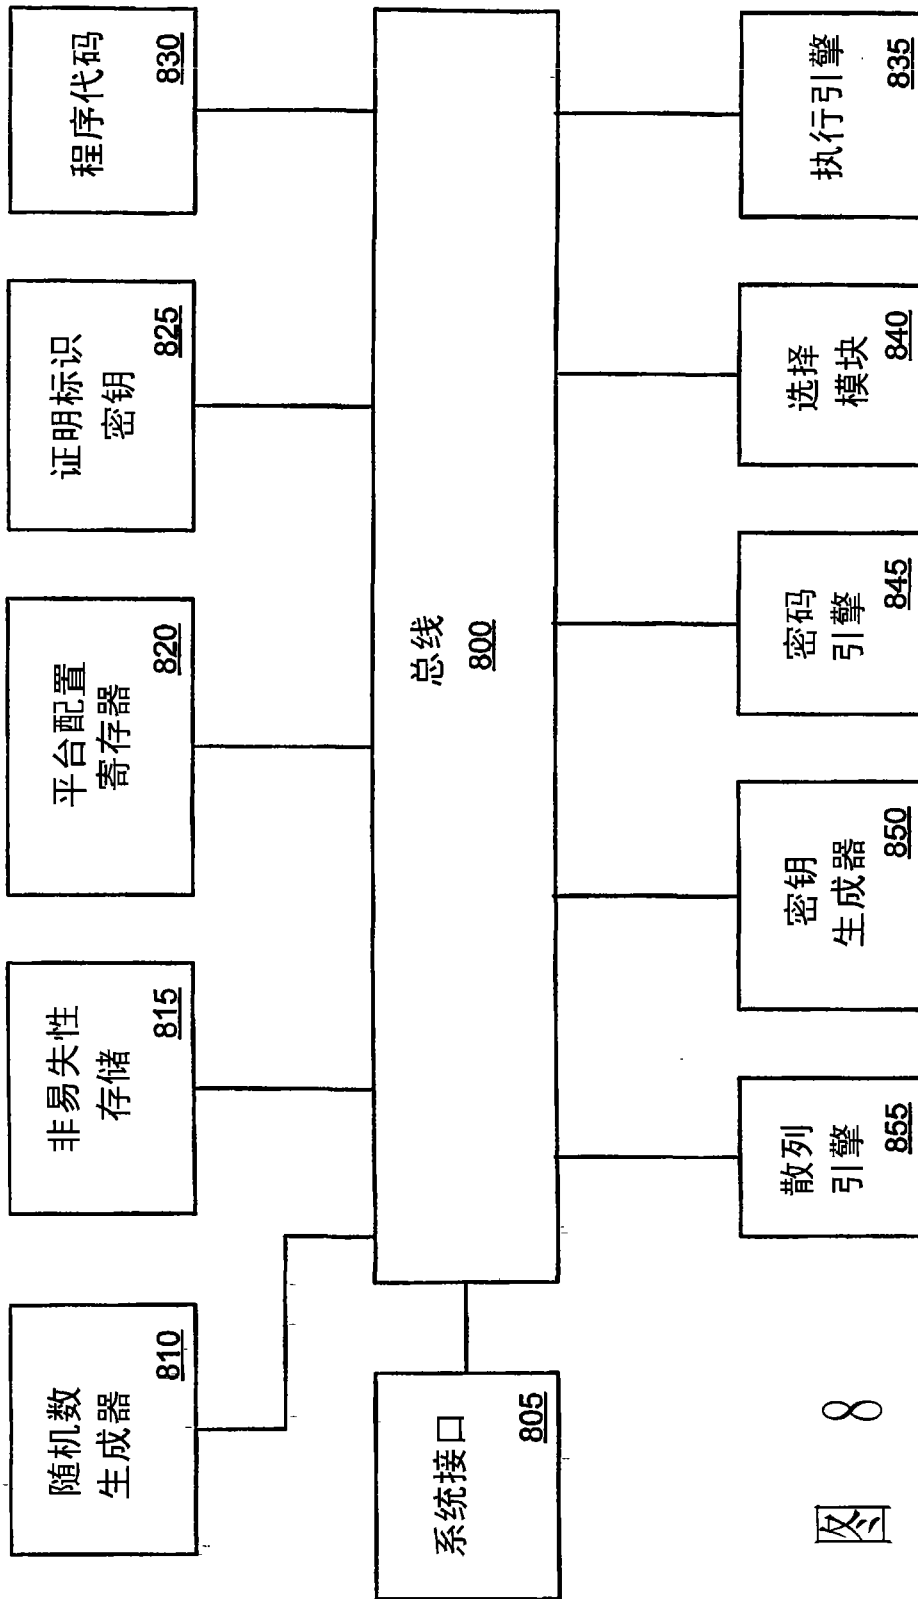 随机数
生成器
810
非易失性
存储
815
平台配置
寄存器
820
证明标识
密钥
825
程序代码
830
系统接口
805
总线
800
散列
引擎
855
密钥
生成器
850
密码
引擎
845
选择
模块
840
执行引擎
835
图 8